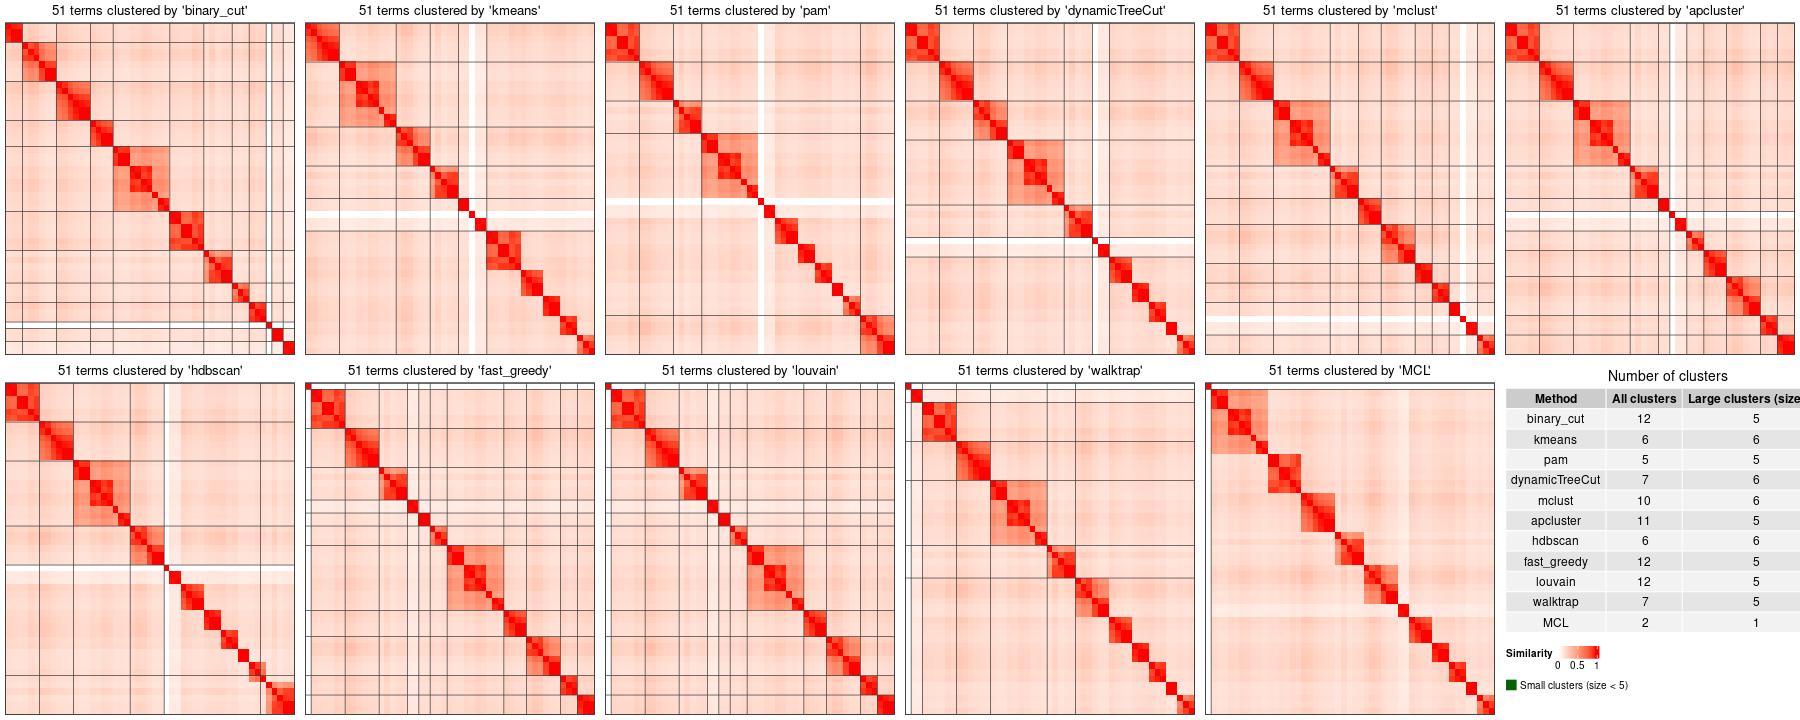 51 terms clustered by 'binary_cut'
51 terms clustered by 'kmeans'
51 terms clustered by 'pam'
51 terms clustered by 'dynamicTreeCut'
51 terms clustered by 'mclust'
51 terms clustered by 'apcluster'
51 terms clustered by 'hdbscan'
51 terms clustered by 'fast_greedy'
51 terms clustered by 'louvain'
51 terms clustered by 'walktrap'
51 terms clustered by 'MCL'
Number of clusters
Method All clusters Large clusters (size
binary_cut 12 5
kmeans 6 6
pam 5 5
dynamicTreeCut 7 6
mclust 10 6
apcluster 11 5
hdbscan 6 6
fast_greedy 12 5
louvain 12 5
walktrap 7 5
MCL 2 1
Similarity
0 0.5 1
Small clusters (size < 5)